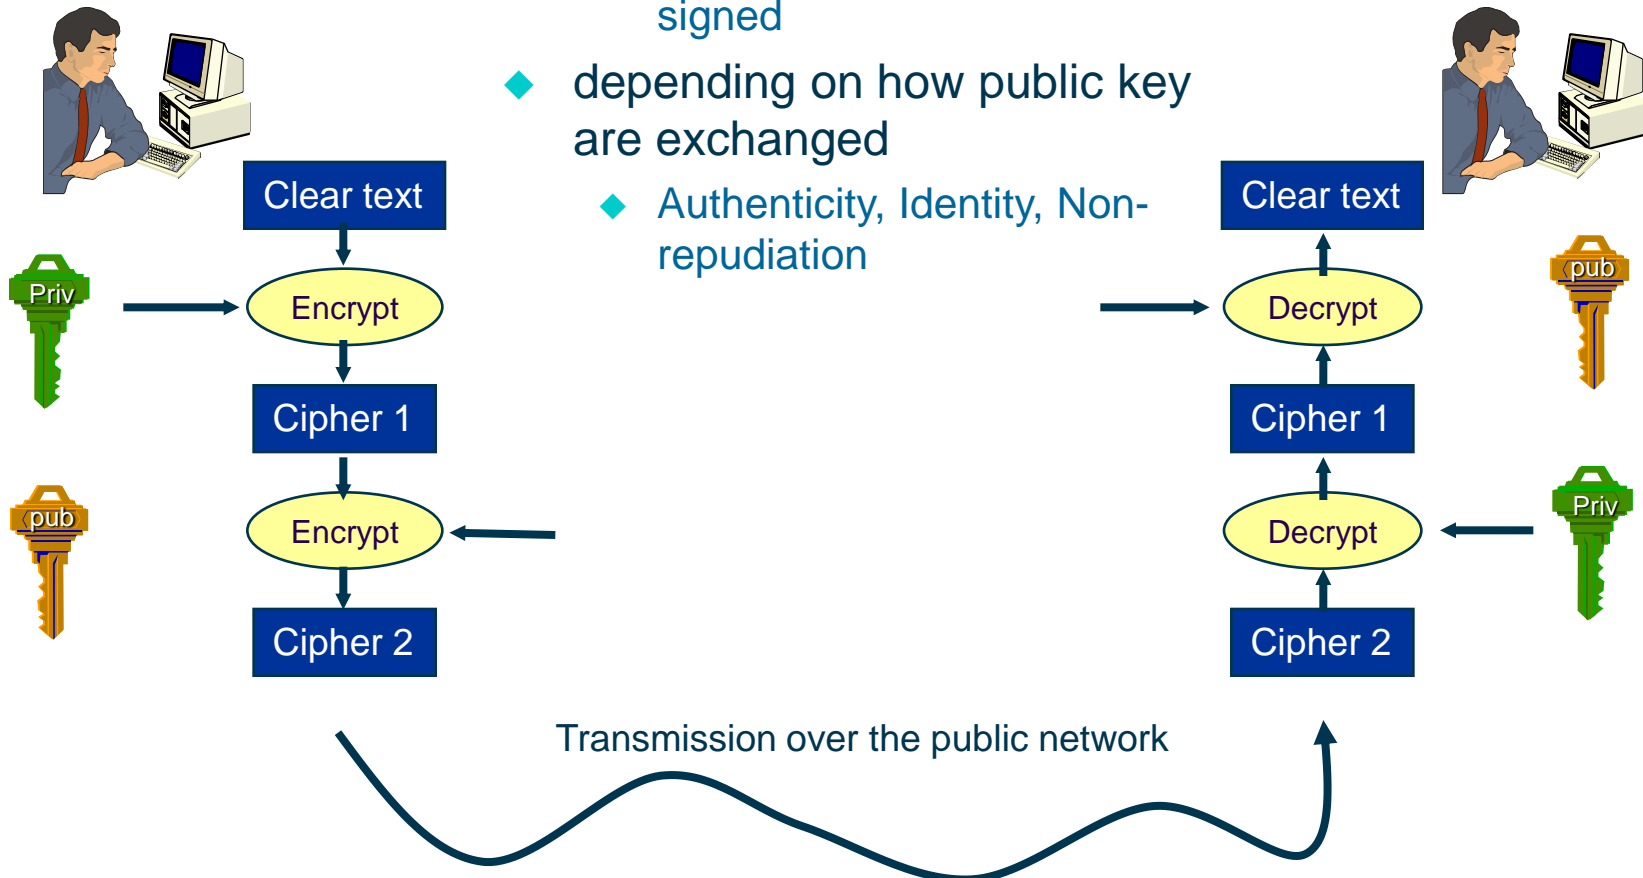 signed
depending on how public key
are exchanged
Authenticity, Identity, Non-
repudiation
Clear text
Priv
Encrypt
Cipher 1
pub
Encrypt
Cipher 2
Clear text
pub
Decrypt
Cipher 1
Priv
Decrypt
Cipher 2
Transmission over the public network